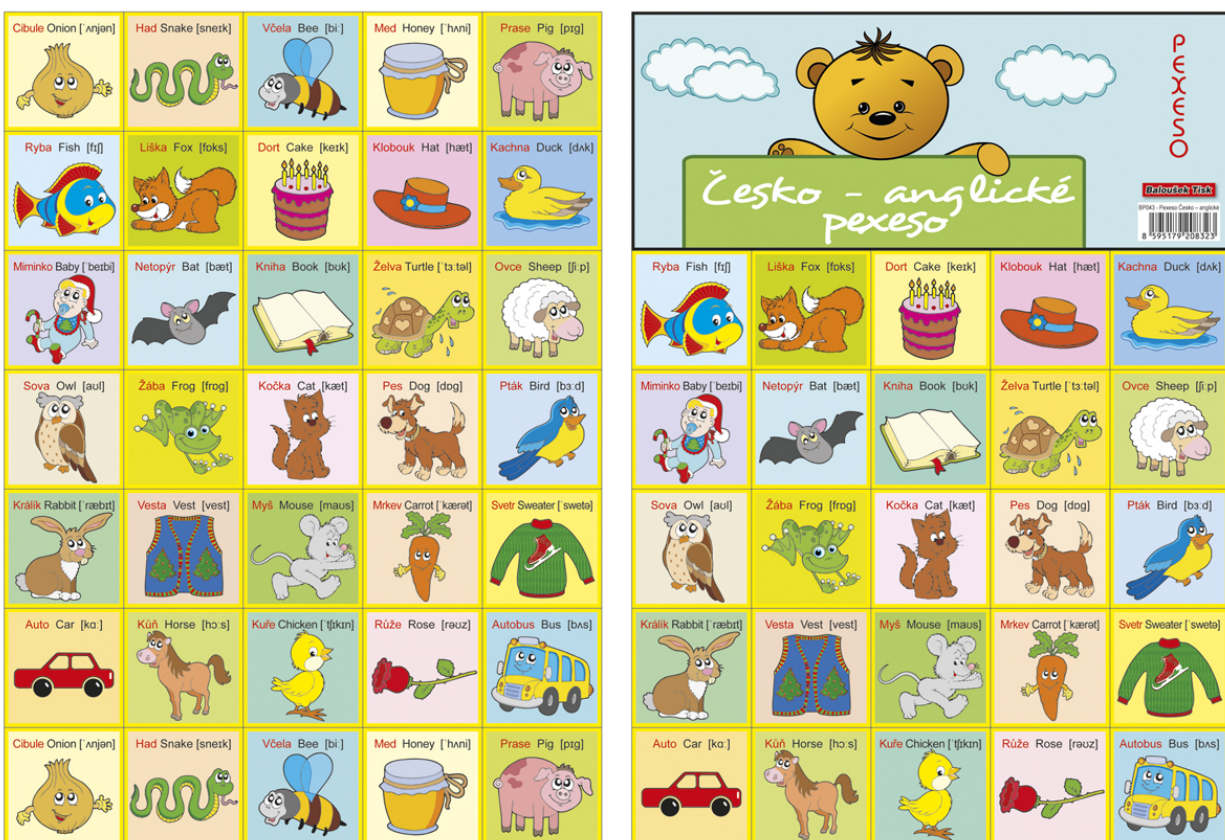 Cibule Onion [ˈʌnjən]
Had Snake [sneɪk]
Včela Bee [biː]
Med Honey [ˈhʌni]
Prase Pig [pɪg]
Ryba Fish [fɪʃ]
Liška Fox [fɒks]
Dort Cake [keɪk]
Klobouk Hat [hæt]
Kachna Duck [dʌk]
Miminko Baby [ˈbeɪbi]
Netopýr Bat [bæt]
Kniha Book [bʊk]
Želva Turtle [ˈtɜːtəl]
Ovce Sheep [ʃiːp]
Sova Owl [aʊl]
Žába Frog [frɒg]
Kočka Cat [kæt]
Pes Dog [dɒg]
Pták Bird [bɜːd]
Králík Rabbit [ˈræbɪt]
Vesta Vest [vest]
Myš Mouse [maʊs]
Mrkev Carrot [ˈkærət]
Svetr Sweater [ˈswetə]
Auto Car [kɑː]
Kůň Horse [hɔːs]
Kuře Chicken [ˈtʃɪkɪn]
Růže Rose [rəʊz]
Autobus Bus [bʌs]
Cibule Onion [ˈʌnjən]
Had Snake [sneɪk]
Včela Bee [biː]
Med Honey [ˈhʌni]
Prase Pig [pɪg]
PEXESO
Česko - anglické
pexeso
Baloušek Tisk
BP043 - Pexeso Česko – anglické
8 595179 208323
Ryba Fish [fɪʃ]
Liška Fox [fɒks]
Dort Cake [keɪk]
Klobouk Hat [hæt]
Kachna Duck [dʌk]
Miminko Baby [ˈbeɪbi]
Netopýr Bat [bæt]
Kniha Book [bʊk]
Želva Turtle [ˈtɜːtəl]
Ovce Sheep [ʃiːp]
Sova Owl [aʊl]
Žába Frog [frɒg]
Kočka Cat [kæt]
Pes Dog [dɒg]
Pták Bird [bɜːd]
Králík Rabbit [ˈræbɪt]
Vesta Vest [vest]
Myš Mouse [maʊs]
Mrkev Carrot [ˈkærət]
Svetr Sweater [ˈswetə]
Auto Car [kɑː]
Kůň Horse [hɔːs]
Kuře Chicken [ˈtʃɪkɪn]
Růže Rose [rəʊz]
Autobus Bus [bʌs]